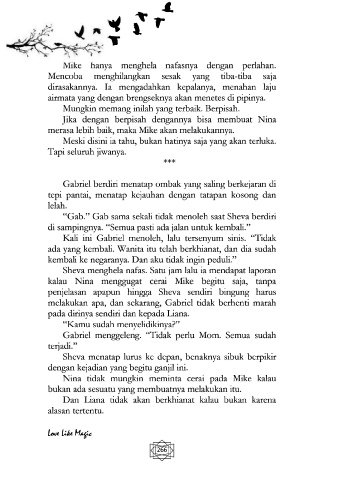 Mike hanya menghela nafasnya dengan perlahan.
Mencoba menghilangkan sesak yang tiba-tiba saja
dirasakannya. Ia mengadahkan kepalanya, menahan laju
airmata yang dengan brengseknya akan menetes di pipinya.
Mungkin memang inilah yang terbaik. Berpisah.
Jika dengan berpisah dengannya bisa membuat Nina
merasa lebih baik, maka Mike akan melakukannya.
Meski disini ia tahu, bukan hatinya saja yang akan terluka.
Tapi seluruh jiwanya.
***
Gabriel berdiri menatap ombak yang saling berkejaran di
tepi pantai, menatap kejauhan dengan tatapan kosong dan
lelah.
“Gab.” Gab sama sekali tidak menoleh saat Sheva berdiri
di sampingnya. “Semua pasti ada jalan untuk kembali.”
Kali ini Gabriel menoleh, lalu tersenyum sinis. “Tidak
ada yang kembali. Wanita itu telah berkhianat, dan dia sudah
kembali ke negaranya. Dan aku tidak ingin peduli.”
Sheva menghela nafas. Satu jam lalu ia mendapat laporan
kalau Nina menggugat cerai Mike begitu saja, tanpa
penjelasan apapun hingga Sheva sendiri bingung harus
melakukan apa, dan sekarang, Gabriel tidak berhenti marah
pada dirinya sendiri dan kepada Liana.
“Kamu sudah menyelidikinya?”
Gabriel menggeleng. “Tidak perlu Mom. Semua sudah
terjadi.”
Sheva menatap lurus ke depan, benaknya sibuk berpikir
dengan kejadian yang begitu ganjil ini.
Nina tidak mungkin meminta cerai pada Mike kalau
bukan ada sesuatu yang membuatnya melakukan itu.
Dan Liana tidak akan berkhianat kalau bukan karena
alasan tertentu.
Love Like Magic
266